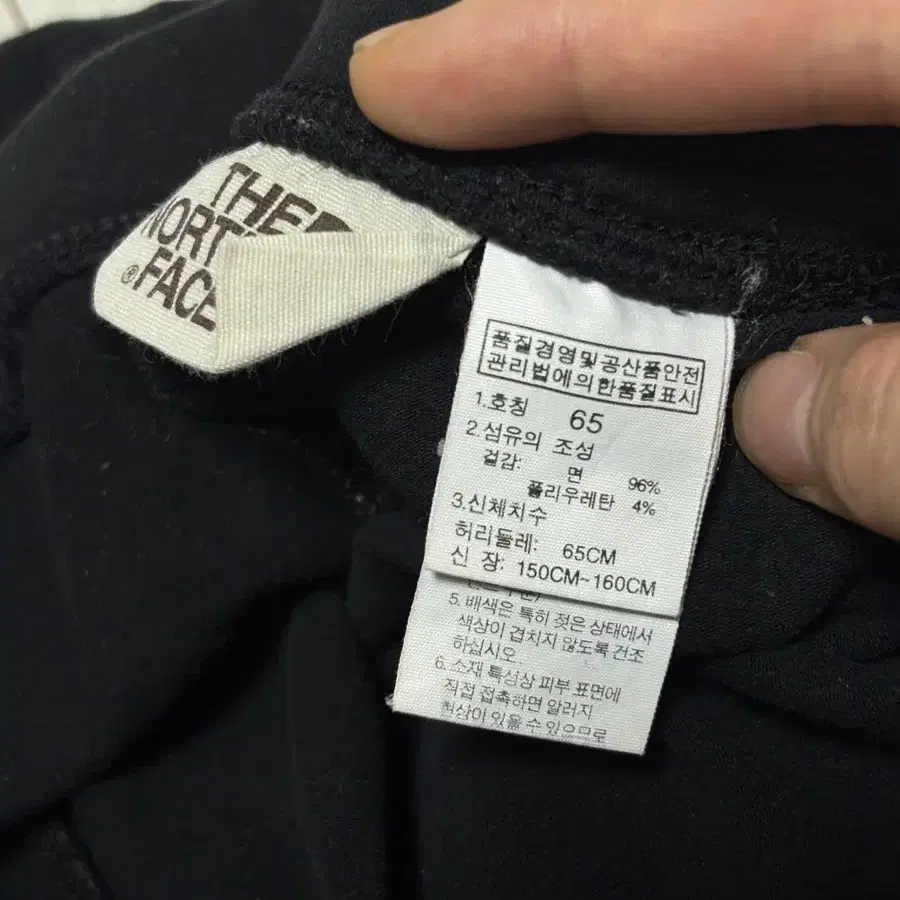 THE
NORT
FACE
®
품질경영및공산품안전
관리법에의한품질표시
1.호칭 65
2.섬유의 조성
겉감: 면 96%
폴리우레탄 4%
3.신체치수
허리둘레: 65CM
신 장: 150CM~160CM
5. 배색은 특히 젖은 상태에서
색상이 겹치지 않도록 건조
하십시오.
6. 소재 특성상 피부 표면에
직접 접촉하면 알러지
현상이 있을 수 있으므로